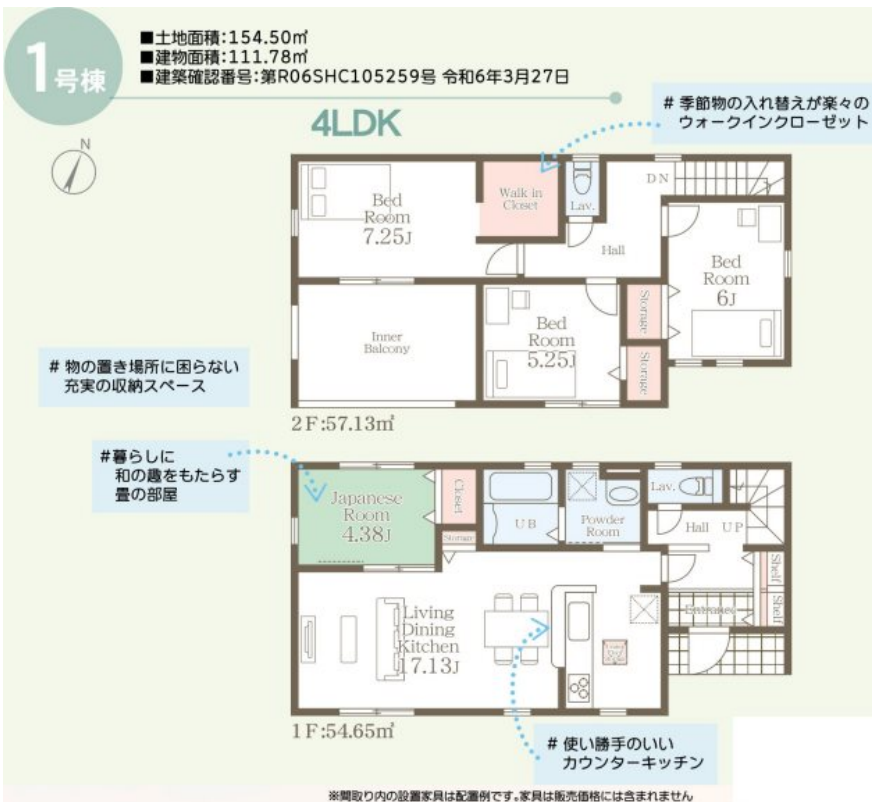 1号棟
■土地面積:154.50㎡
■建物面積:111.78㎡
■建築確認番号:第R06SHC105259号 令和6年3月27日
4LDK
N
# 季節物の入れ替えが楽々の
ウォークインクローゼット
Bed
Room
7.25J
Walk in
Closet
Lav.
DN
Hall
Bed
Room
6J
Inner
Balcony
Bed
Room
5.25J
Storage
Storage
# 物の置き場所に困らない
充実の収納スペース
2F:57.13㎡
#暮らしに
和の趣をもたらす
畳の部屋
Japanese
Room
4.38J
Closet
Storage
UB
Powder
Room
Lav.
Hall
UP
Shelf
Shelf
Entrance
Living
Dining
Kitchen
17.13J
1F:54.65㎡
# 使い勝手のいい
カウンターキッチン
※間取り内の設置家具は配置例です。家具は販売価格には含まれません